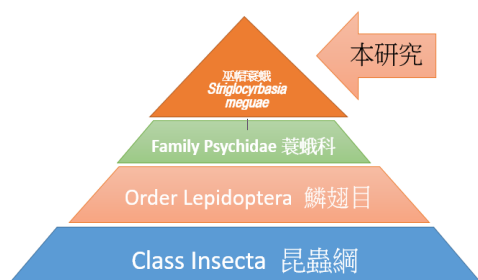 巫帽蓑蛾
Striglocyrbasia
meguae
本研究
Family Psychidae 蓑蛾科
Order Lepidoptera 鱗翅目
Class Insecta 昆蟲綱